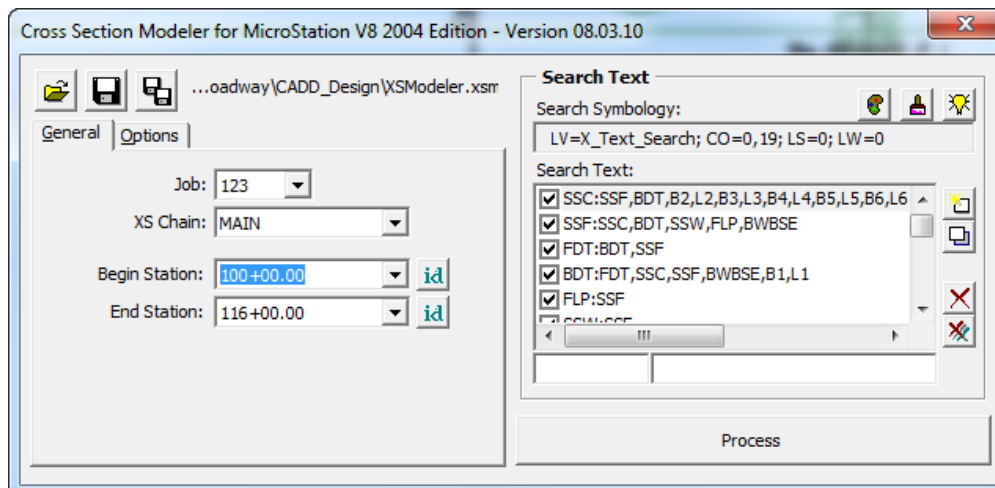 Cross Section Modeler for MicroStation V8 2004 Edition - Version 08.03.10
...oadway\CADD_Design\XSModeler.xsm
General
Options
Job: 123
XS Chain: MAIN
Begin Station: 100+00.00 id
End Station: 116+00.00 id
Search Text
Search Symbology:
LV=X_Text_Search; CO=0,19; LS=0; LW=0
Search Text:
SSC:SSF,BDT,B2,L2,B3,L3,B4,L4,B5,L5,B6,L6
SSF:SSC,BDT,SSW,FLP,BWBSE
FDT:BDT,SSF
BDT:FDT,SSC,SSF,BWBSE,B1,L1
FLP:SSF
Process